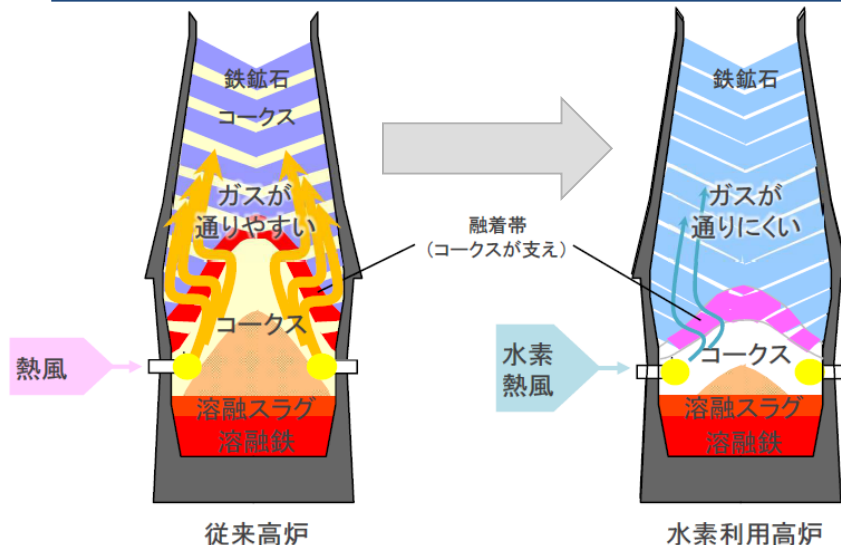 鉄鉱石
コークス
ガスが
通りやすい
コークス
熱風
溶融スラグ
溶融鉄
従来高炉
融着帯
(コークスが支え)
鉄鉱石
ガスが
通りにくい
水素
熱風
コークス
溶融スラグ
溶融鉄
水素利用高炉